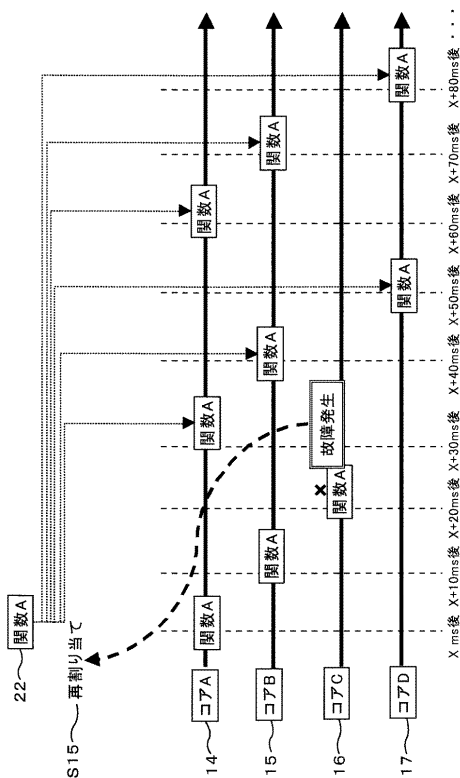 22
関数A
S15
再割り当て
14
コアA
関数A
関数A
関数A
15
コアB
関数A
関数A
関数A
16
コアC
関数A
×
故障発生
17
コアD
関数A
関数A
X ms後
X+10ms後
X+20ms後
X+30ms後
X+40ms後
X+50ms後
X+60ms後
X+70ms後
X+80ms後
・・・